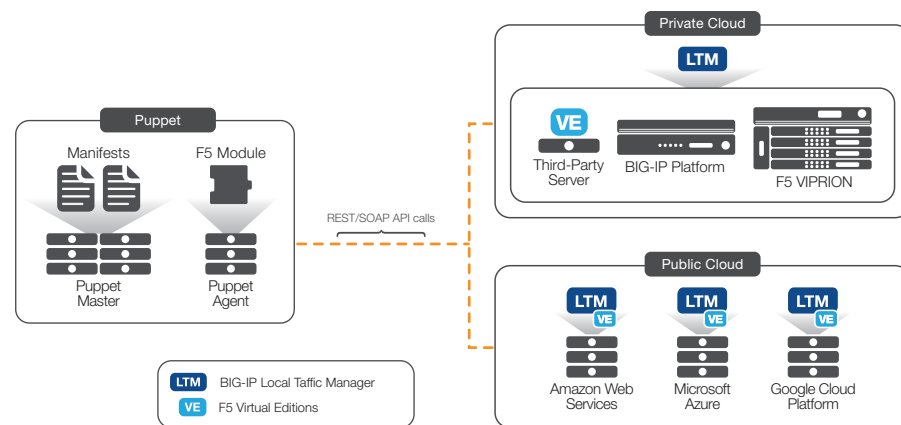 Puppet
Manifests
F5 Module
Puppet
Master
Puppet
Agent
REST/SOAP API calls
Private Cloud
LTM
VE
Third-Party
Server
BIG-IP Platform
F5 VIPRION
Public Cloud
LTM
VE
Amazon Web
Services
LTM
VE
Microsoft
Azure
LTM
VE
Google Cloud
Platform
LTM BIG-IP Local Taffic Manager
VE F5 Virtual Editions